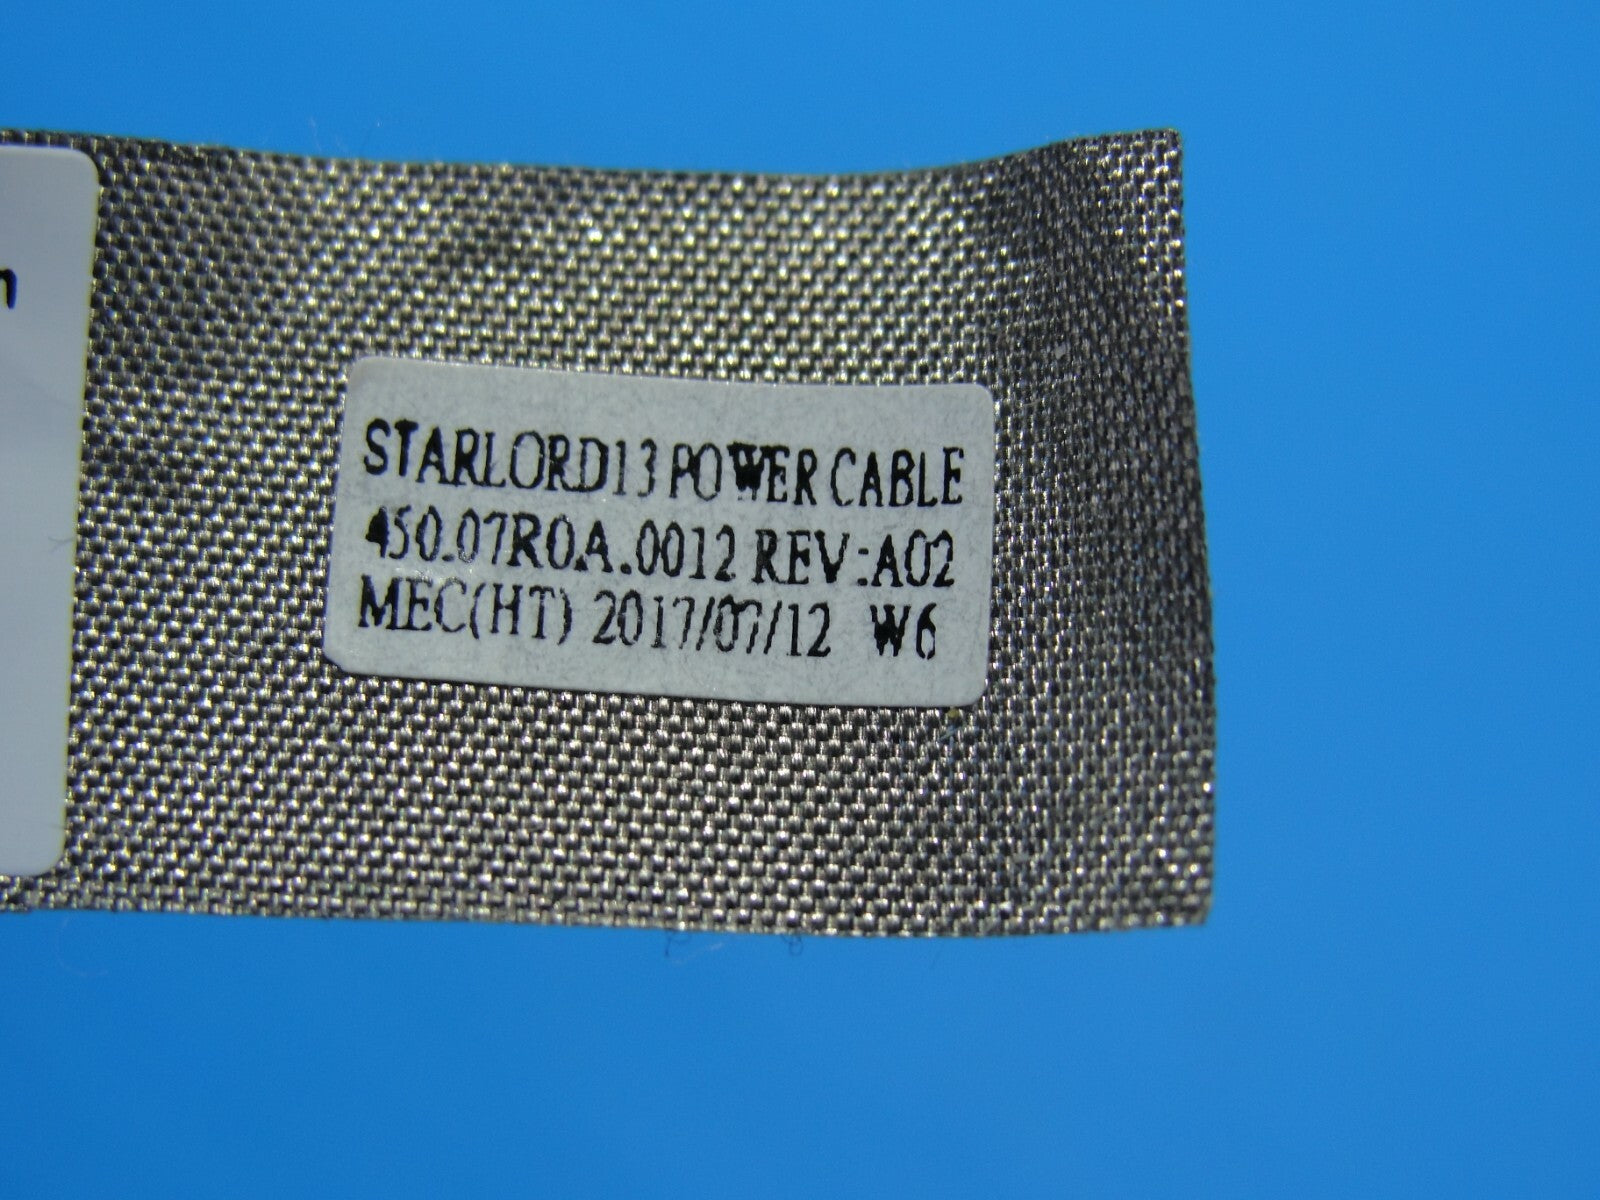 STARLORD13 POWER CABLE
450.07R0A.0012 REV:A02
MEC(HT) 2017/07/12 W6